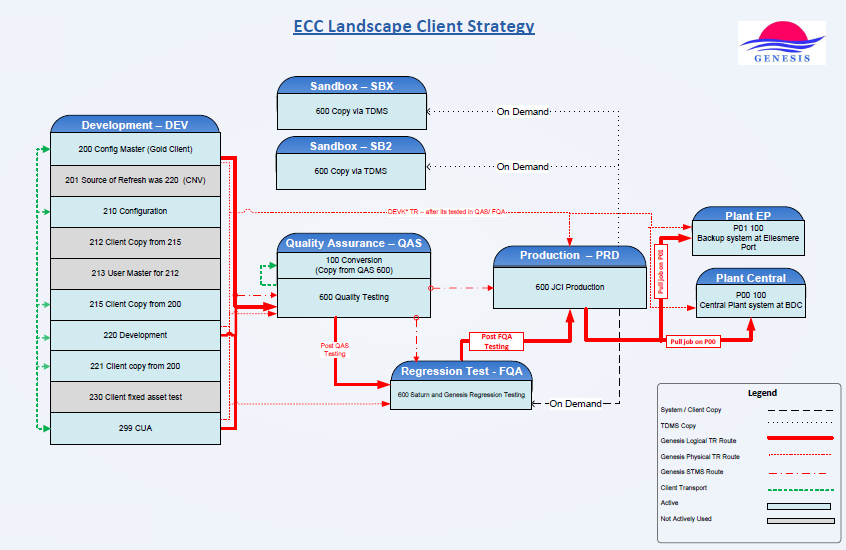 ECC Landscape Client Strategy
GENESIS
Sandbox – SBX
600 Copy via TDMS
On Demand
Sandbox – SB2
600 Copy via TDMS
On Demand
Development – DEV
200 Config Master (Gold Client)
201 Source of Refresh was 220 (CNV)
210 Configuration
212 Client Copy from 215
213 User Master for 212
215 Client Copy from 200
220 Development
221 Client copy from 200
230 Client fixed asset test
299 CUA
DEVK* TR – after its tested in QAS/ FQA
Quality Assurance – QAS
100 Conversion
(Copy from QAS 600)
600 Quality Testing
Production – PRD
600 JCI Production
Plant EP
P01 100
Backup system at Ellesmere
Port
Pull job on P01
Plant Central
P00 100
Central Plant system at BDC
Pull job on P00
Post QAS
Testing
Post FQA
Testing
Regression Test - FQA
600 Saturn and Genesis Regression Testing
On Demand
Legend
System / Client Copy
TDMS Copy
Genesis Logical TR Route
Genesis Physical TR Route
Genesis STMS Route
Client Transport
Active
Not Actively Used